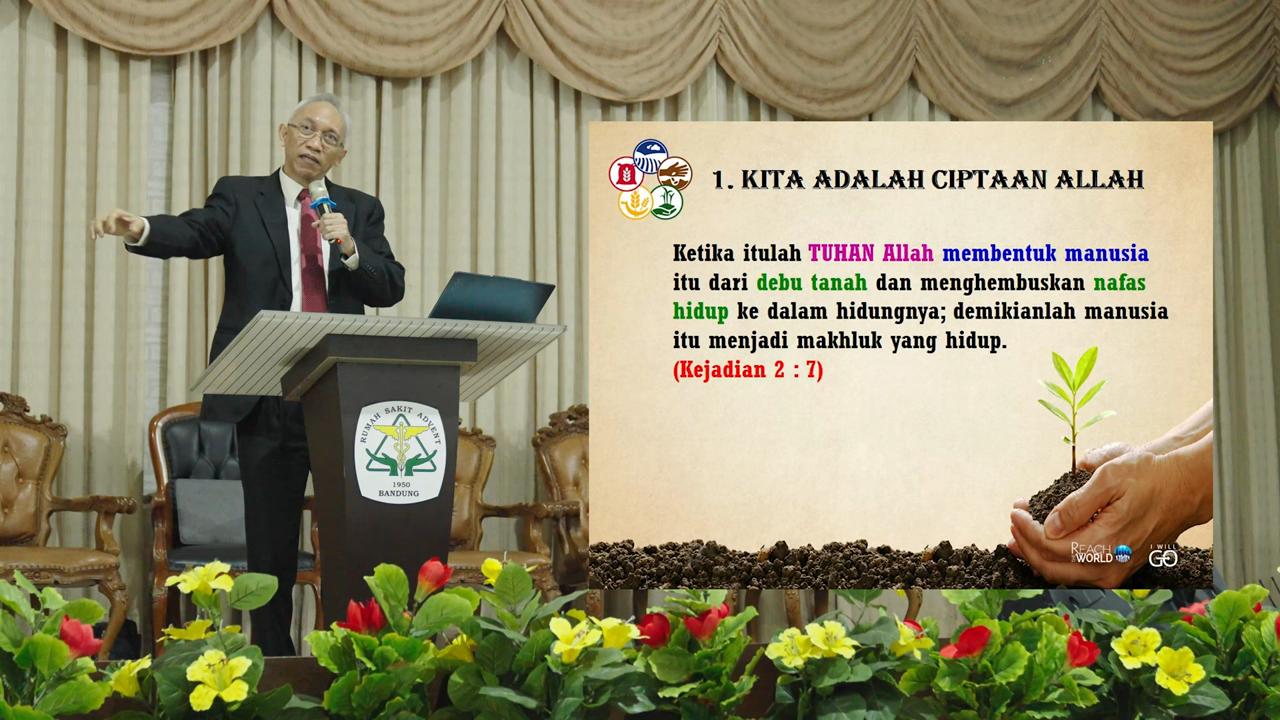 1. KITA ADALAH CIPTAAN ALLAH
Ketika itulah TUHAN Allah membentuk manusia
itu dari debu tanah dan menghembuskan nafas
hidup ke dalam hidungnya; demikianlah manusia
itu menjadi makhluk yang hidup.
(Kejadian 2 : 7)
REACH
THE WORLD
I WILL
GO
RUMAH SAKIT ADVENT
1950
BANDUNG